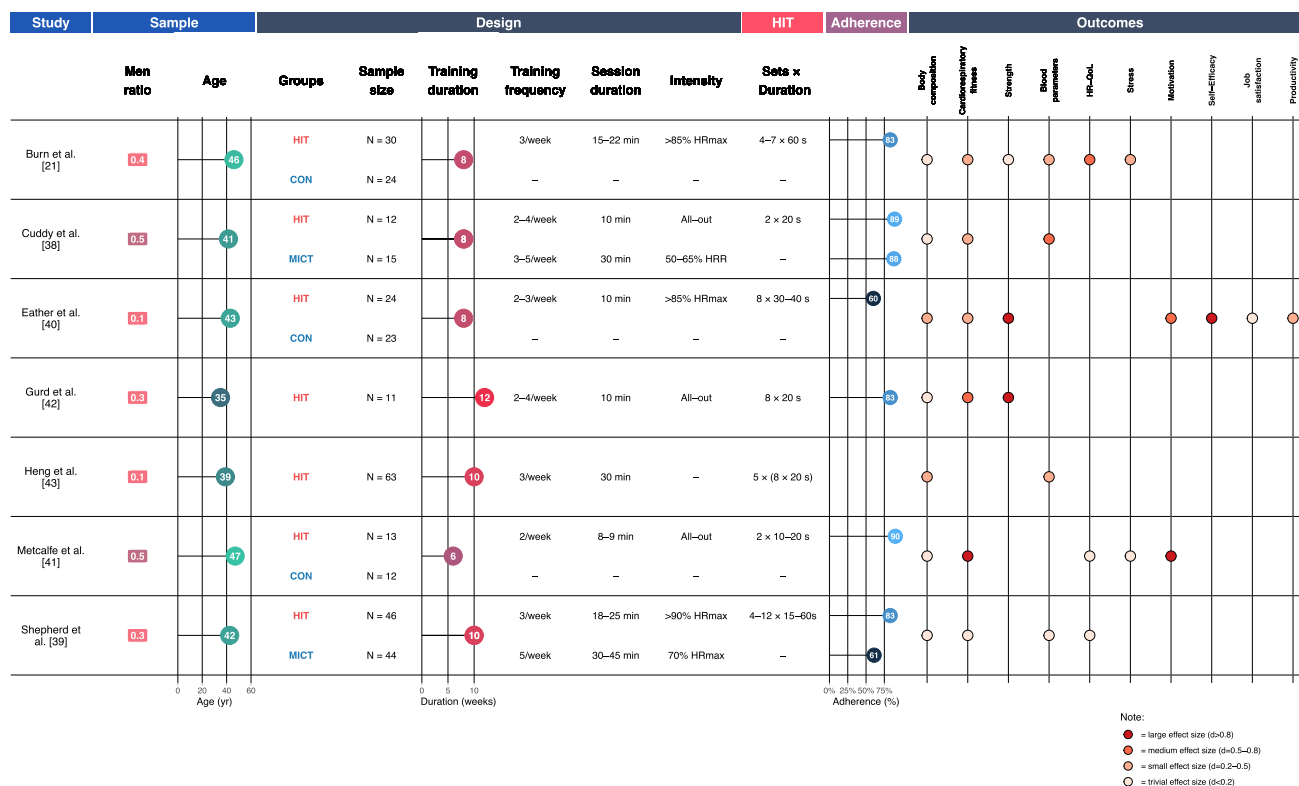 Study Sample Design HIT Adherence Outcomes
Men ratio Age Groups Sample size Training duration Training frequency Session duration Intensity Sets × Duration Body composition Cardiorespiratory fitness Strength Blood parameters HR–QoL Stress Motivation Self–Efficacy Job satisfaction Productivity
Burn et al. [21] 0.4 46 8
HIT N = 30 3/week 15–22 min >85% HRmax 4–7 × 60 s 83
CON N = 24 – – – –
Cuddy et al. [38] 0.5 41 8
HIT N = 12 2–4/week 10 min All–out 2 × 20 s 89
MICT N = 15 3–5/week 30 min 50–65% HRR – 88
Eather et al. [40] 0.1 43 8
HIT N = 24 2–3/week 10 min >85% HRmax 8 × 30–40 s 60
CON N = 23 – – – –
Gurd et al. [42] 0.3 35 HIT N = 11 12 2–4/week 10 min All–out 8 × 20 s 83
Heng et al. [43] 0.1 39 HIT N = 63 10 3/week 30 min – 5 × (8 × 20 s)
Metcalfe et al. [41] 0.5 47 6
HIT N = 13 2/week 8–9 min All–out 2 × 10–20 s 90
CON N = 12 – – – –
Shepherd et al. [39] 0.3 42 10
HIT N = 46 3/week 18–25 min >90% HRmax 4–12 × 15–60s 83
MICT N = 44 5/week 30–45 min 70% HRmax – 61
0 20 40 60 0 5 10 0% 25% 50% 75%
Age (yr) Duration (weeks) Adherence (%)
Note:
= large effect size (d>0.8)
= medium effect size (d=0.5–0.8)
= small effect size (d=0.2–0.5)
= trivial effect size (d<0.2)